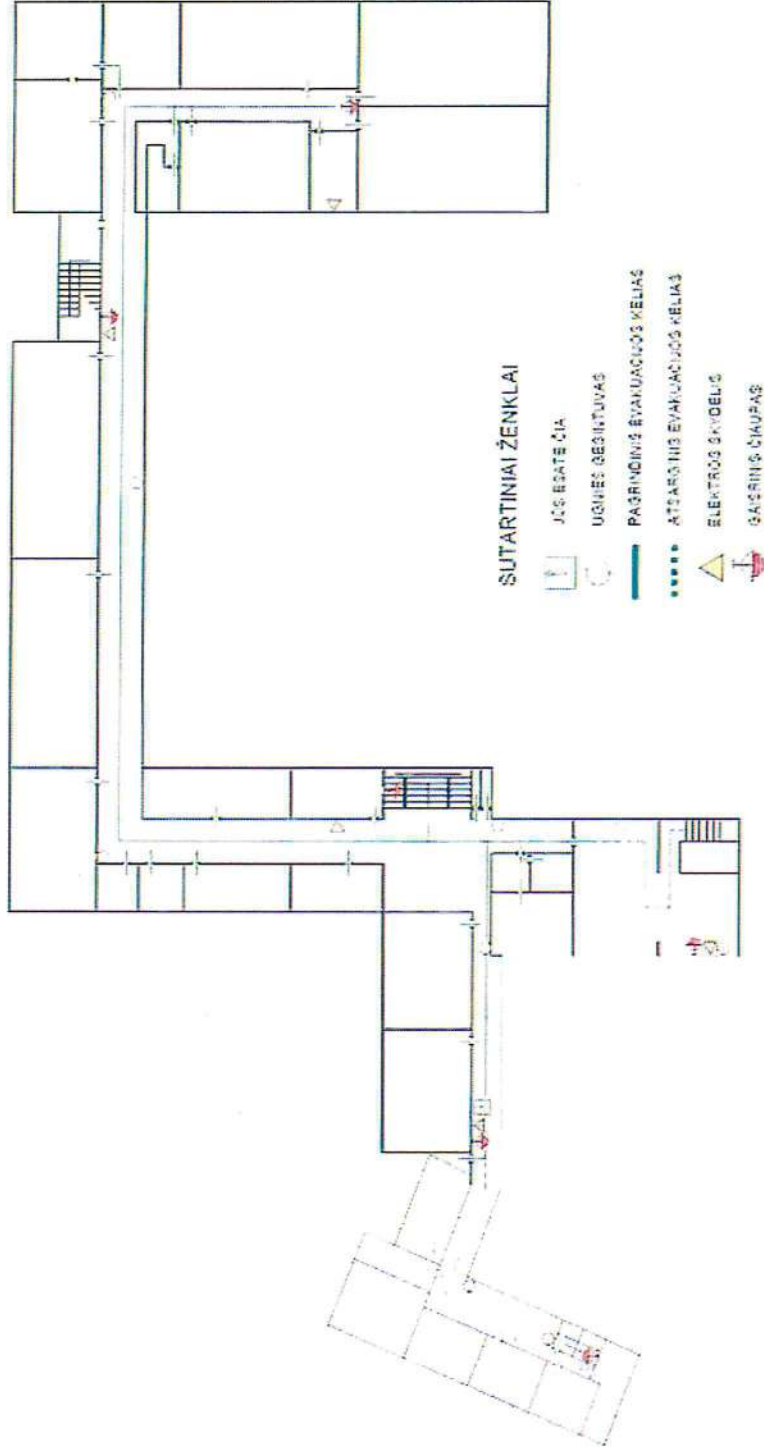 SUTARTINIAI ŽENKLAI
JŪS ESATE ČIA
UGNIES GESINTUVAS
PAGRINDINIS EVAKUACIJOS KELIAS
ATSARGINIS EVAKUACIJOS KELIAS
ELEKTROS SKYDELIS
GAISRINIS ČIAUPAS